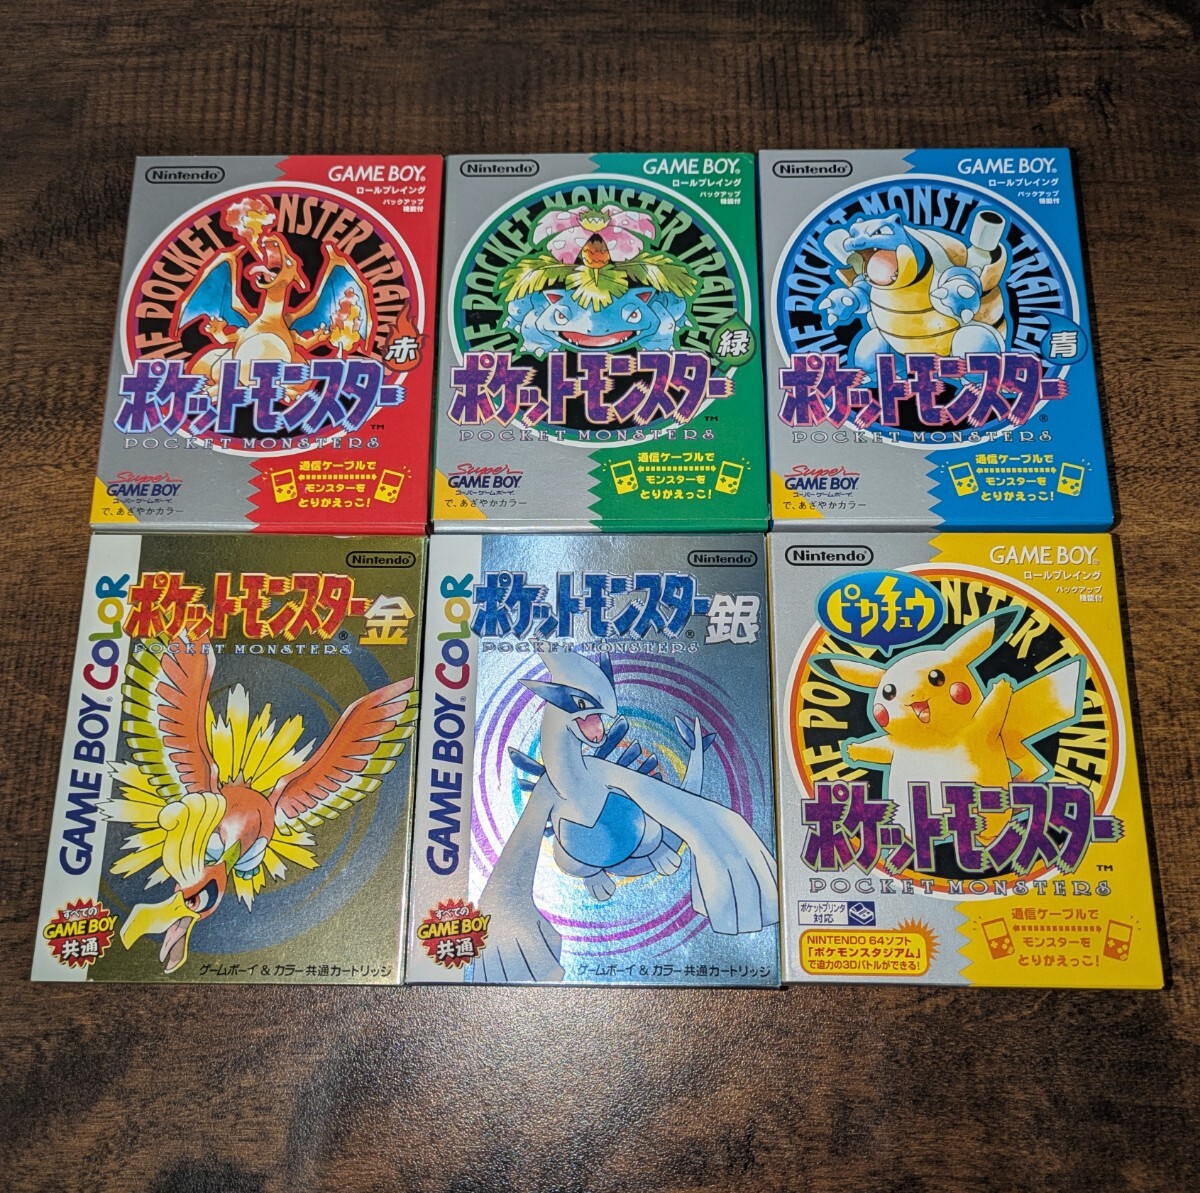 Nintendo
GAME BOY
ロールプレイング
バックアップ
機能付
POCKET MONSTER TRAINE
赤
ポケットモンスター
TM
POCKET MONSTERS
Super
GAME BOY
スーパーゲームボーイ
で、あざやかカラー
通信ケーブルで
モンスターを
とりかえっこ!
Nintendo
GAME BOY
ロールプレイング
バックアップ
機能付
HE POCKET MONSTER TRAINE
緑
ポケットモンスター
TM
POCKET MONSTERS
Super
GAME BOY
スーパーゲームボーイ
で、あざやかカラー
通信ケーブルで
モンスターを
とりかえっこ!
Nintendo
GAME BOY
ロールプレイング
バックアップ
機能付
HE POCKET MONSTER TRAINE
青
ポケットモンスター
®
POCKET MONSTERS
Super
GAME BOY
スーパーゲームボーイ
で、あざやかカラー
通信ケーブルで
モンスターを
とりかえっこ!
GAME BOY COLOR
Nintendo
ポケットモンスター金
®
POCKET MONSTERS
すべての
GAME BOY
共通
ゲームボーイ & カラー共通カートリッジ
GAME BOY COLOR
Nintendo
ポケットモンスター銀
®
POCKET MONSTERS
すべての
GAME BOY
共通
ゲームボーイ & カラー共通カートリッジ
Nintendo
GAME BOY
ロールプレイング
バックアップ
機能付
ピカチュウ
HE POCKET MONSTER TRAINE
ポケットモンスター
TM
POCKET MONSTERS
ポケットプリンタ
対応
NINTENDO 64ソフト
「ポケモンスタジアム」
で迫力の3Dバトルができる!
通信ケーブルで
モンスターを
とりかえっこ!